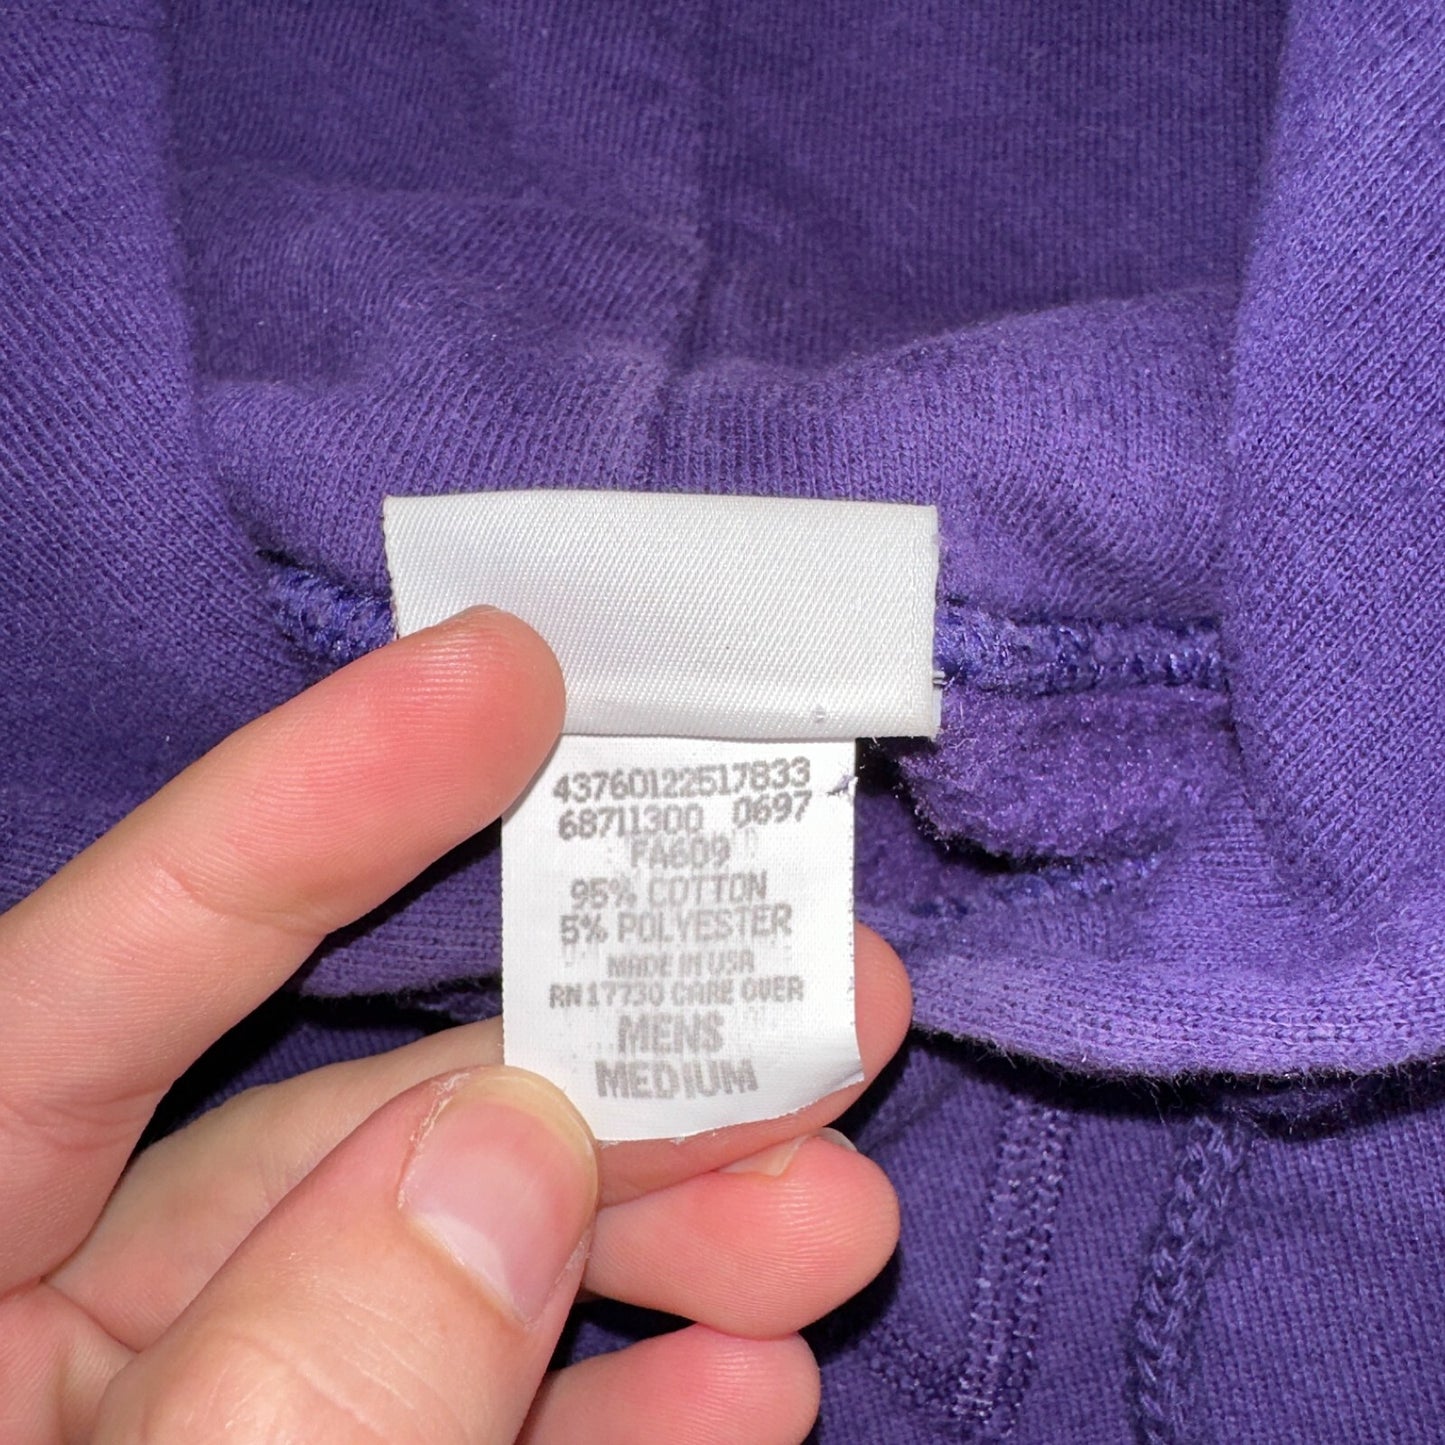 43760122517833
68711300 0697
FA609
95% COTTON
5% POLYESTER
MADE IN USA
RN 17730 CARE OVER
MENS
MEDIUM